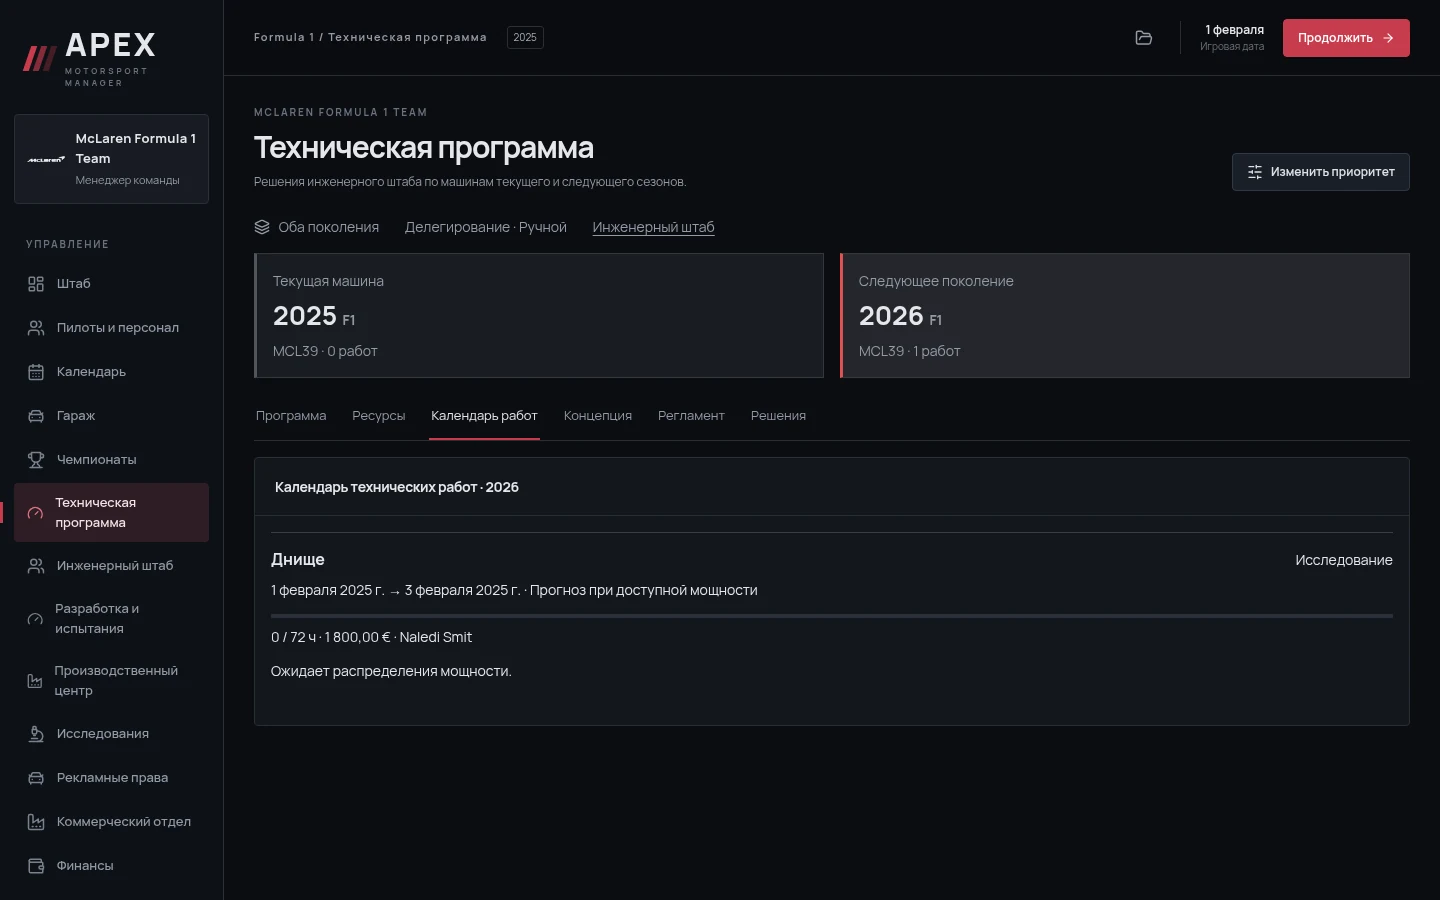 APEX
MOTORSPORT
MANAGER
McLaren
McLaren Formula 1
Team
Менеджер команды
УПРАВЛЕНИЕ
Штаб
Пилоты и персонал
Календарь
Гараж
Чемпионаты
Техническая
программа
Инженерный штаб
Разработка и
испытания
Производственный
центр
Исследования
Рекламные права
Коммерческий отдел
Финансы
Formula 1 / Техническая программа
2025
1 февраля
Игровая дата
Продолжить →
MCLAREN FORMULA 1 TEAM
Техническая программа
Решения инженерного штаба по машинам текущего и следующего сезонов.
Изменить приоритет
Оба поколения
Делегирование · Ручной
Инженерный штаб
Текущая машина
2025 F1
MCL39 · 0 работ
Следующее поколение
2026 F1
MCL39 · 1 работ
Программа
Ресурсы
Календарь работ
Концепция
Регламент
Решения
Календарь технических работ · 2026
Днище
Исследование
1 февраля 2025 г. → 3 февраля 2025 г. · Прогноз при доступной мощности
0 / 72 ч · 1 800,00 € · Naledi Smit
Ожидает распределения мощности.